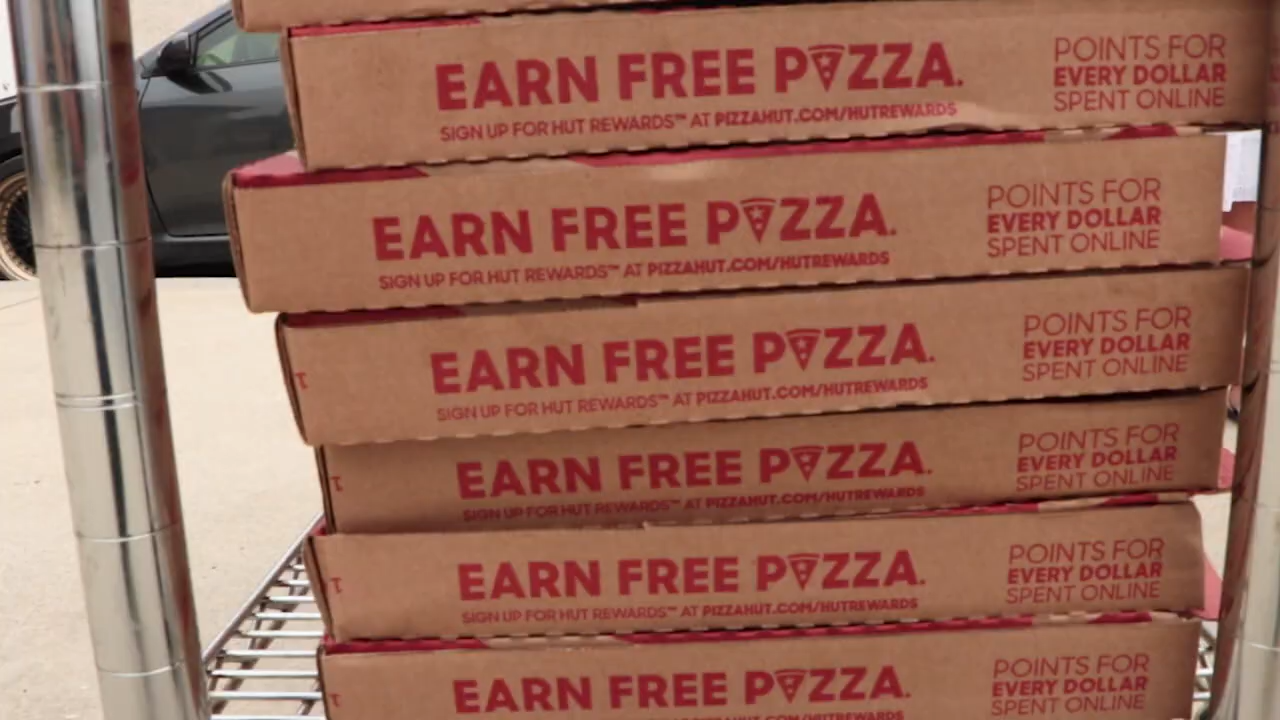 EARN FREE PIZZA.
SIGN UP FOR HUT REWARDS™ AT PIZZAHUT.COM/HUTREWARDS
POINTS FOR
EVERY DOLLAR
SPENT ONLINE
EARN FREE PIZZA.
SIGN UP FOR HUT REWARDS™ AT PIZZAHUT.COM/HUTREWARDS
POINTS FOR
EVERY DOLLAR
SPENT ONLINE
EARN FREE PIZZA.
SIGN UP FOR HUT REWARDS™ AT PIZZAHUT.COM/HUTREWARDS
POINTS FOR
EVERY DOLLAR
SPENT ONLINE
EARN FREE PIZZA.
SIGN UP FOR HUT REWARDS™ AT PIZZAHUT.COM/HUTREWARDS
POINTS FOR
EVERY DOLLAR
SPENT ONLINE
EARN FREE PIZZA.
SIGN UP FOR HUT REWARDS™ AT PIZZAHUT.COM/HUTREWARDS
POINTS FOR
EVERY DOLLAR
SPENT ONLINE
EARN FREE PIZZA.
PIZZAHUT.COM/HUTREWARDS
POINTS FOR
EVERY DOLLAR
SPENT ONLINE